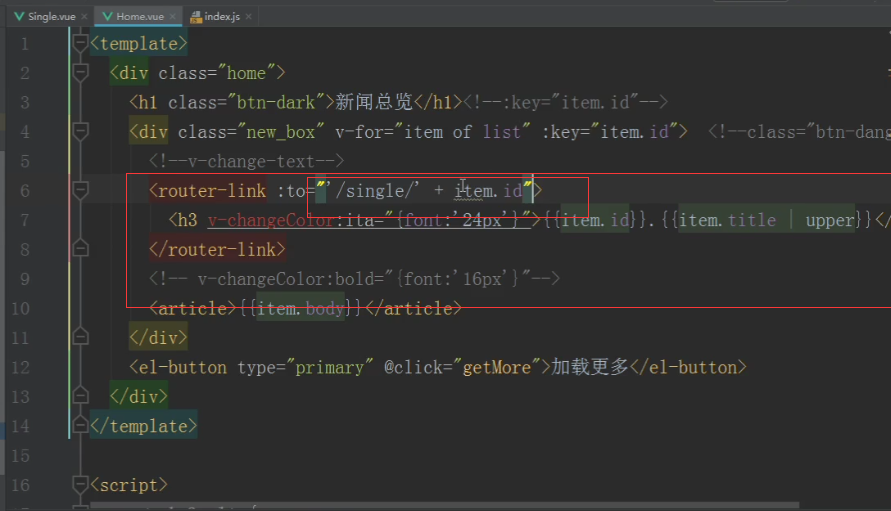 Single.vue Home.vue index.js
1 <template>
2 <div class="home">
3 <h1 class="btn-dark">新闻总览</h1><!--:key="item.id"-->
4 <div class="new_box" v-for="item of list" :key="item.id"> <!--class="btn-dang
5 <!--v-change-text-->
6 <router-link :to="'/single/' + item.id">
7 <h3 v-changeColor:ita="{font:'24px'}">{{item.id}}.{{item.title | upper}}</
8 </router-link>
9 <!-- v-changeColor:bold="{font:'16px'}"-->
10 <article>{{item.body}}</article>
11 </div>
12 <el-button type="primary" @click="getMore">加载更多</el-button>
13 </div>
14 </template>
15
16 <script>